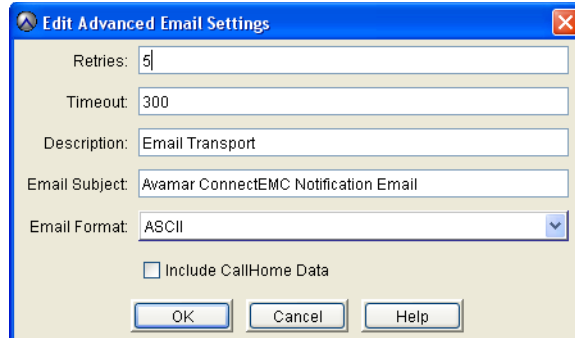 Edit Advanced Email Settings
Retries: 5
Timeout: 300
Description: Email Transport
Email Subject: Avamar ConnectEMC Notification Email
Email Format: ASCII
Include CallHome Data
OK Cancel Help